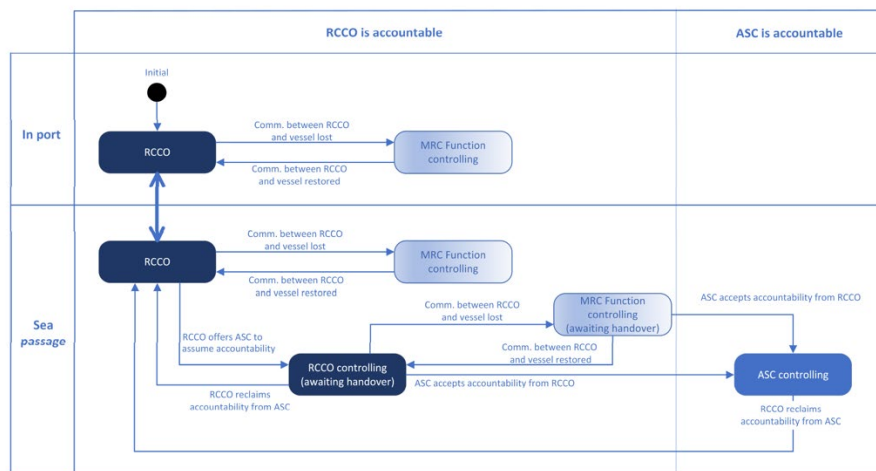 RCCO is accountable
ASC is accountable
In port
Initial
RCCO
Comm. between RCCO
and vessel lost
Comm. between RCCO
and vessel restored
MRC Function
controlling
Sea
passage
RCCO
Comm. between RCCO
and vessel lost
Comm. between RCCO
and vessel restored
MRC Function
controlling
RCCO offers ASC to
assume accountability
RCCO reclaims
accountability from ASC
RCCO controlling
(awaiting handover)
Comm. between RCCO
and vessel lost
Comm. between RCCO
and vessel restored
MRC Function
controlling
(awaiting handover)
ASC accepts accountability from RCCO
ASC accepts accountability from RCCO
ASC controlling
RCCO reclaims
accountability from ASC